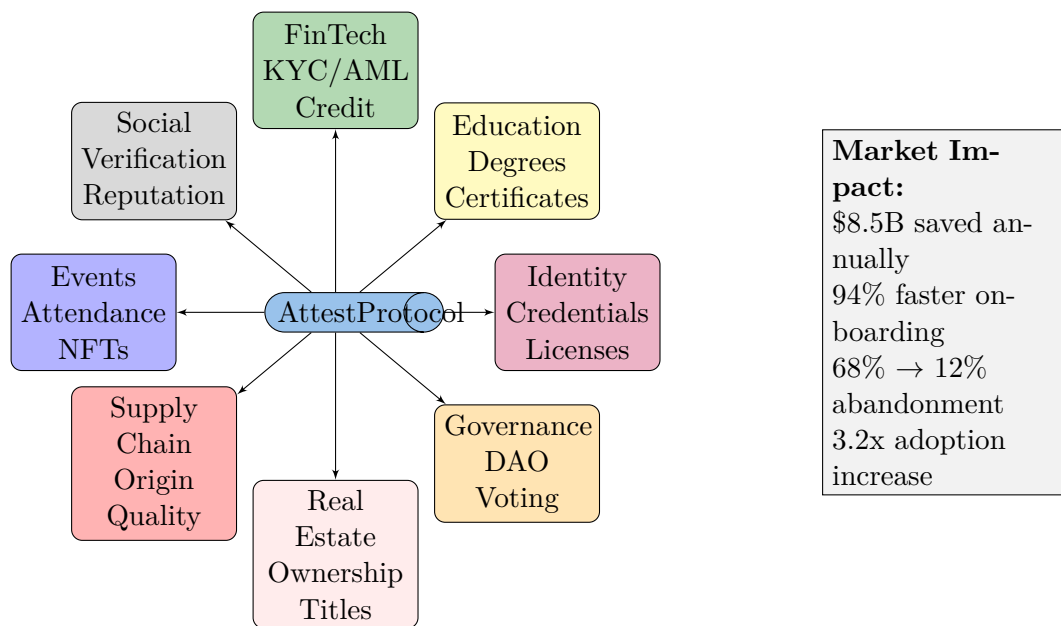 FinTech
KYC/AML
Credit
Social
Verification
Reputation
Education
Degrees
Certificates
Events
Attendance
NFTs
AttestProtocol
Identity
Credentials
Licenses
Supply
Chain
Origin
Quality
Real
Estate
Ownership
Titles
Governance
DAO
Voting
Market Im-
pact:
$8.5B saved an-
nually
94% faster on-
boarding
68% → 12%
abandonment
3.2x adoption
increase